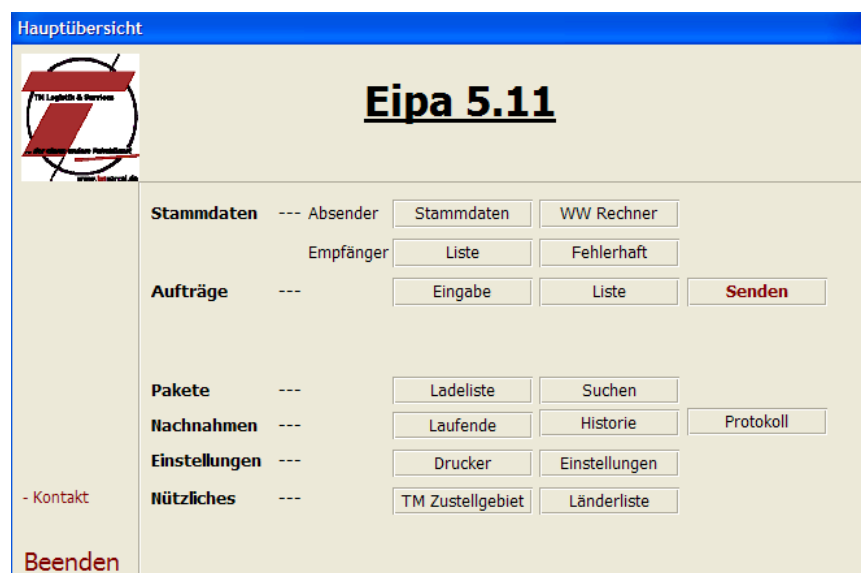 Hauptübersicht
TM Logistik & Services
Eipa 5.11
Stammdaten --- Absender Stammdaten WW Rechner
Empfänger Liste Fehlerhaft
Aufträge --- Eingabe Liste Senden
Pakete --- Ladeliste Suchen
Nachnahmen --- Laufende Historie Protokoll
Einstellungen --- Drucker Einstellungen
- Kontakt Nützliches --- TM Zustellgebiet Länderliste
Beenden